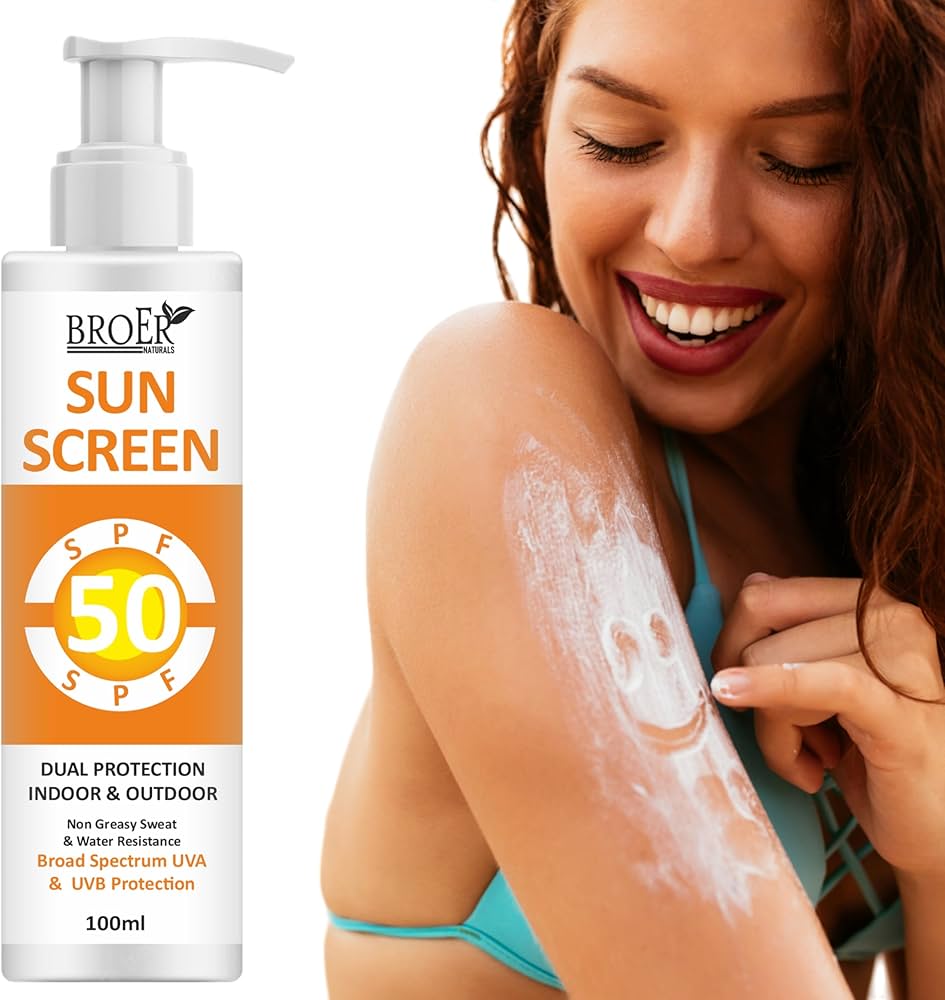 BROER
NATURALS
SUN
SCREEN
SPF
50
SPF
DUAL PROTECTION
INDOOR & OUTDOOR
Non Greasy Sweat
& Water Resistance
Broad Spectrum UVA
& UVB Protection
100ml